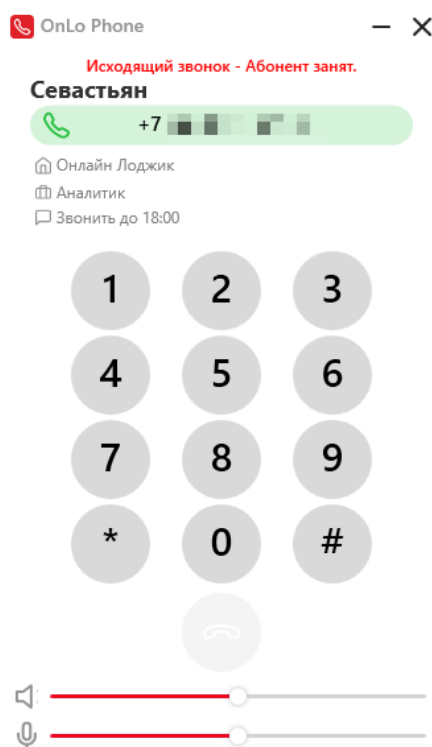 OnLo Phone
Исходящий звонок - Абонент занят.
Севастьян
+7
Онлайн Лоджик
Аналитик
Звонить до 18:00
1 2 3
4 5 6
7 8 9
* 0 #